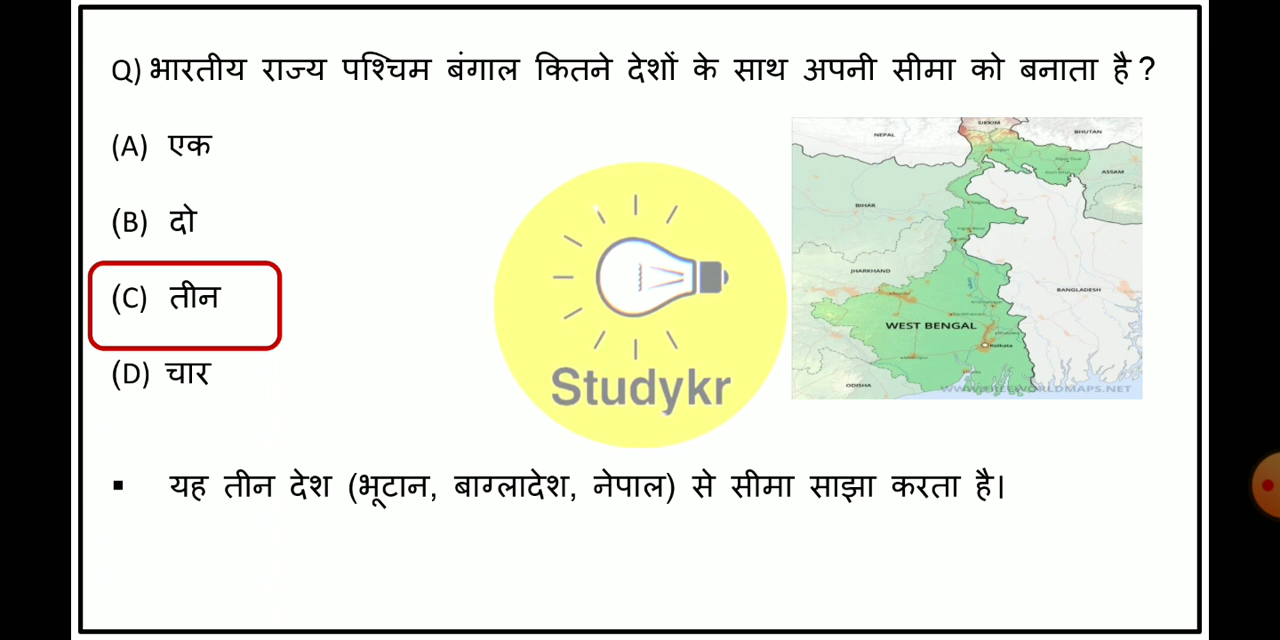 Q) भारतीय राज्य पश्चिम बंगाल कितने देशों के साथ अपनी सीमा को बनाता है ?
(A) एक
(B) दो
(C) तीन
(D) चार
SIKKIM
NEPAL
BHUTAN
ASSAM
BIHAR
JHARKHAND
BANGLADESH
WEST BENGAL
Kolkata
ODISHA
Studykr
▪ यह तीन देश (भूटान, बाग्लादेश, नेपाल) से सीमा साझा करता है।